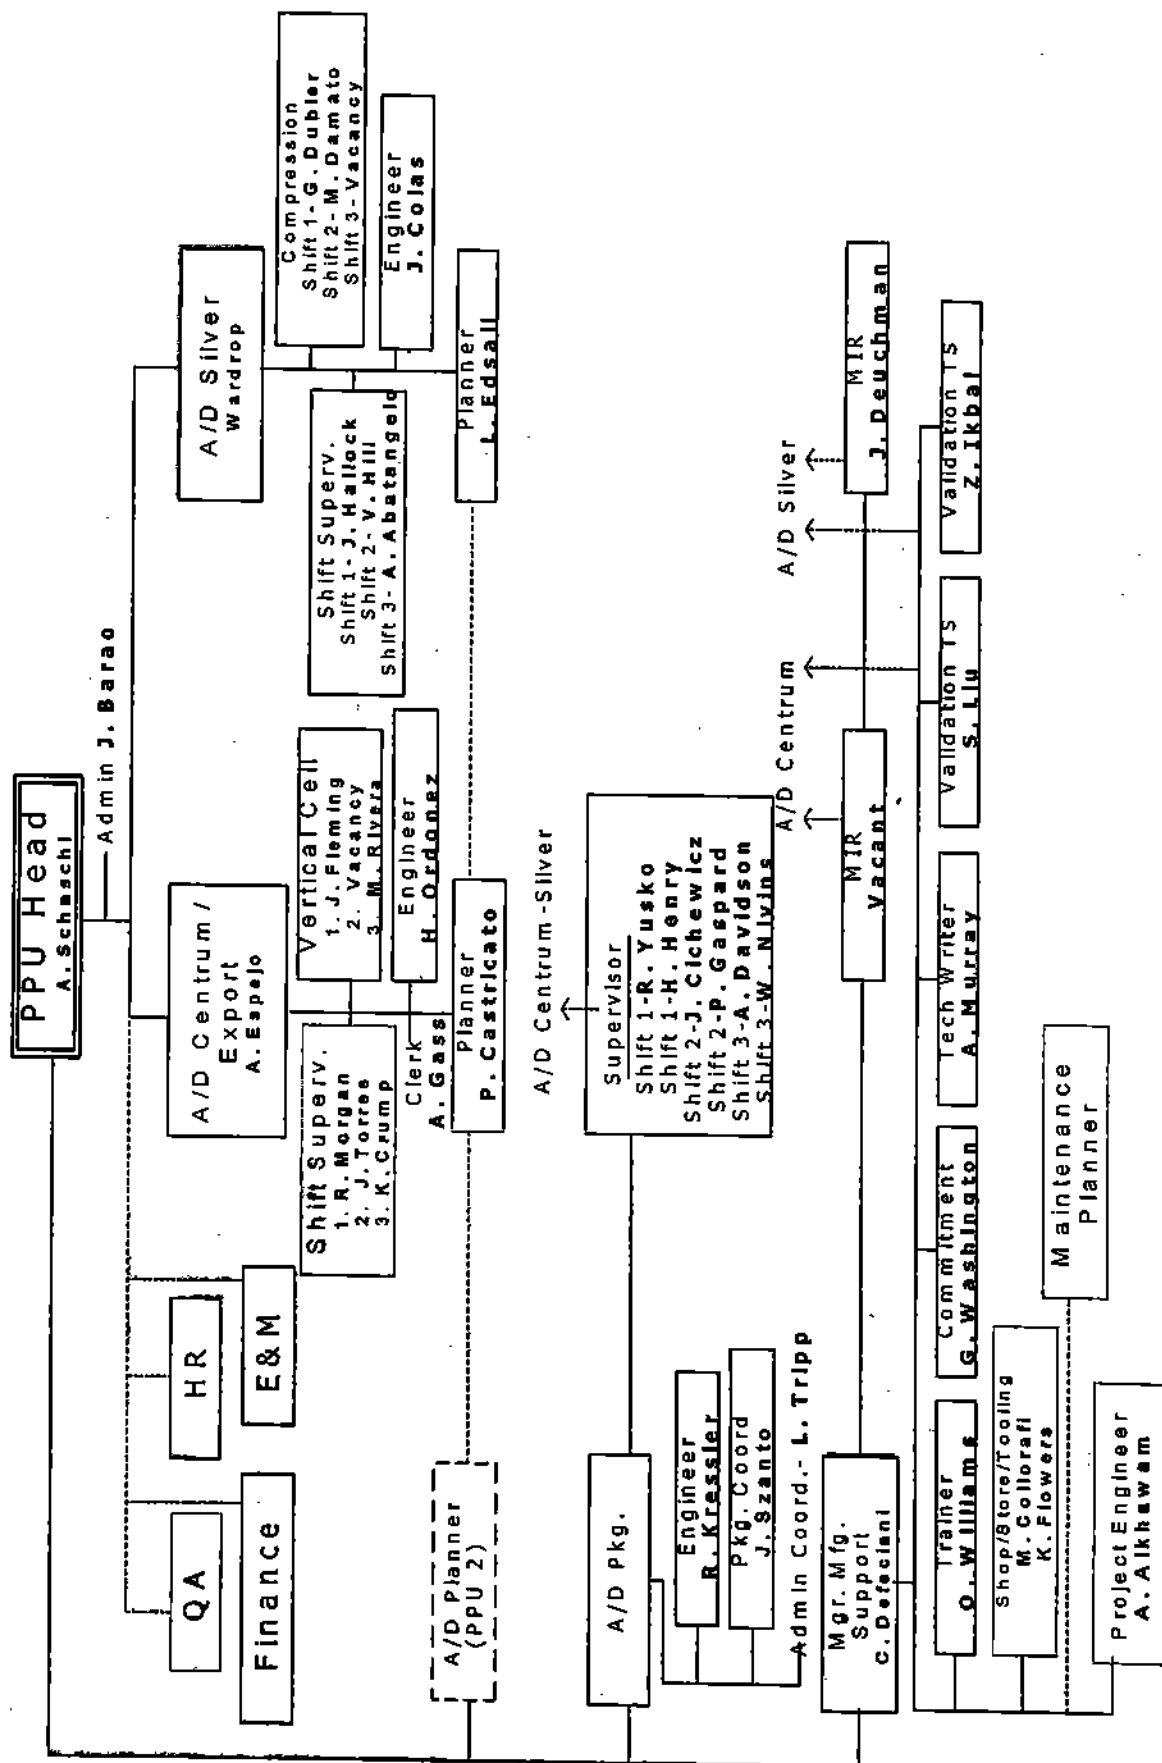 PPU Head
A. Schaschl
Admin J. Barao
QA
HR
Finance
E&M
A/D Centrum /
Export
A. Espejo
A/D Silver
Wardrop
Shift Superv.
1. R. Morgan
2. J. Torres
3. K. Crump
Vertical Cell
1. J. Fleming
2. Vacancy
3. M. Rivera
Clerk
A. Gass
Engineer
H. Ordonez
Shift Superv.
Shift 1- J. Hallock
Shift 2- V. Hill
Shift 3- A. Abatangelo
Compression
Shift 1- G. Dubler
Shift 2- M. Damato
Shift 3- Vacancy
Engineer
J. Colas
A/D Planner
(PPU 2)
Planner
P. Castricato
Planner
L. Edsall
A/D Centrum -Silver
A/D Pkg.
Supervisor
Shift 1-R. Yusko
Shift 1-H. Henry
Shift 2-J. Cichewicz
Shift 2-P. Gaspard
Shift 3-A. Davidson
Shift 3-W. Nivins
Engineer
R. Kressler
Pkg. Coord
J. Szanto
Admin Coord.- L. Tripp
A/D Centrum
A/D Silver
Mgr. Mfg.
Support
C. Defeciani
MIR
Vacant
MIR
J. Deuchman
Trainer
O. Williams
Commitment
G. Washington
Tech Writer
A. Murray
Validation TS
S. Liu
Validation TS
Z. Ikbal
Shop/Store/Tooling
M. Collorafi
K. Flowers
Maintenance
Planner
Project Engineer
A. Alkhawam